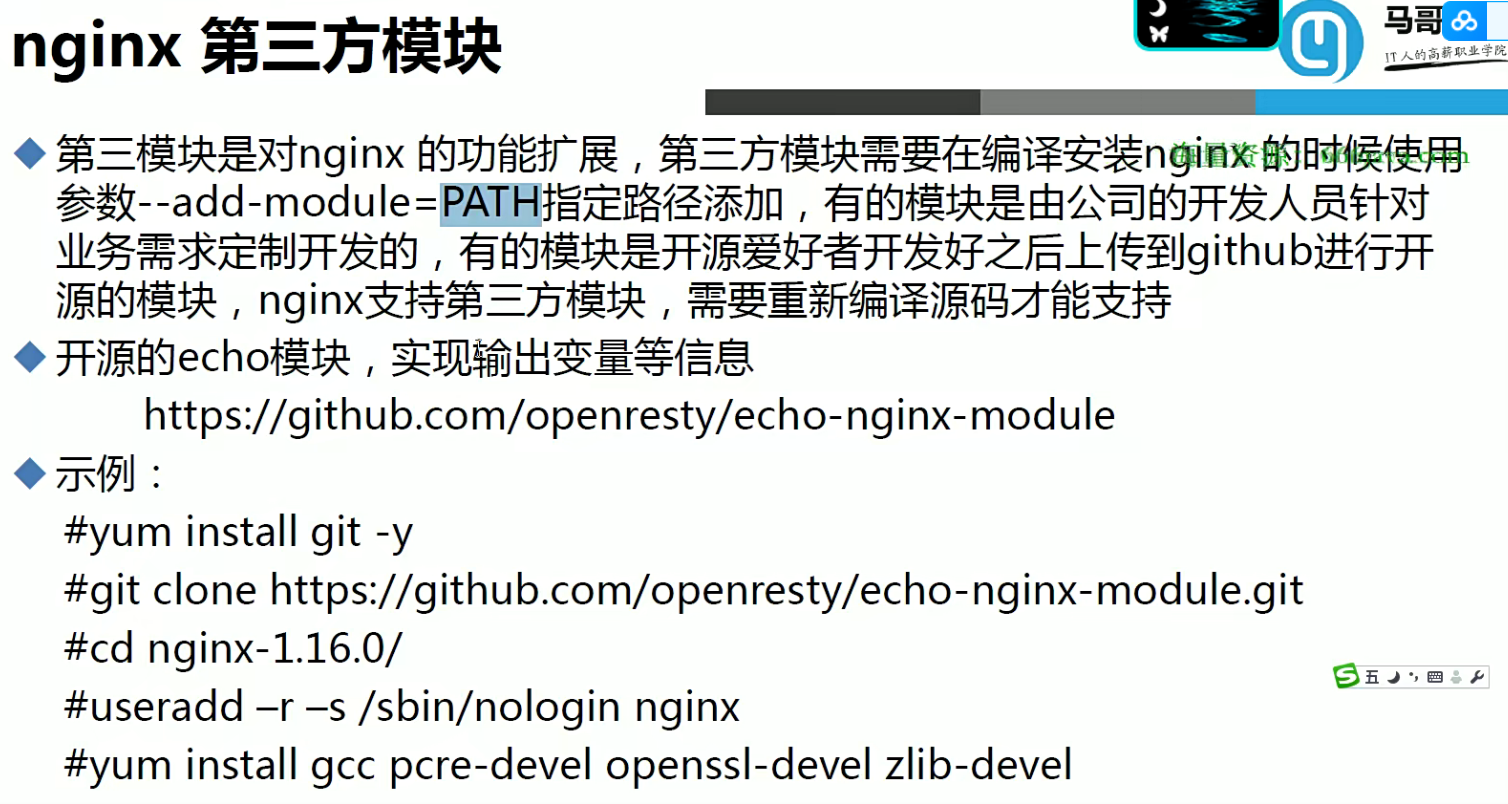 nginx 第三方模块
马哥
IT人的高薪职业学院
第三模块是对nginx 的功能扩展，第三方模块需要在编译安装nginx 的时候使用
参数--add-module=PATH指定路径添加，有的模块是由公司的开发人员针对
业务需求定制开发的，有的模块是开源爱好者开发好之后上传到github进行开
源的模块，nginx支持第三方模块，需要重新编译源码才能支持
开源的echo模块，实现输出变量等信息
https://github.com/openresty/echo-nginx-module
示例：
#yum install git -y
#git clone https://github.com/openresty/echo-nginx-module.git
#cd nginx-1.16.0/
#useradd –r –s /sbin/nologin nginx
五
#yum install gcc pcre-devel openssl-devel zlib-devel